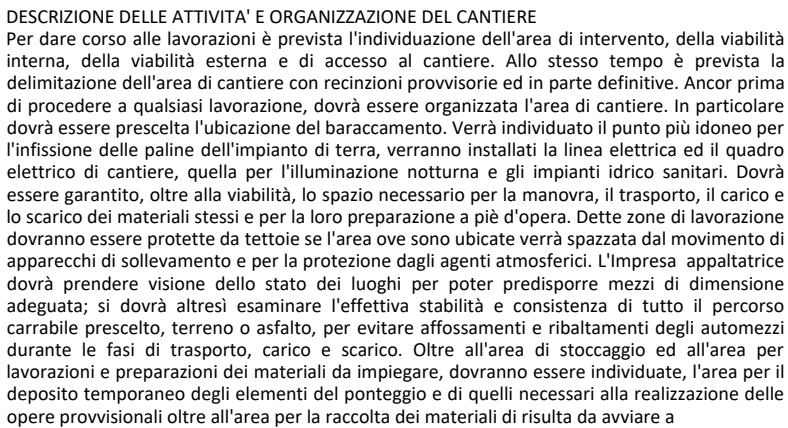 DESCRIZIONE DELLE ATTIVITA' E ORGANIZZAZIONE DEL CANTIERE
Per dare corso alle lavorazioni è prevista l'individuazione dell'area di intervento, della viabilità
interna, della viabilità esterna e di accesso al cantiere. Allo stesso tempo è prevista la
delimitazione dell'area di cantiere con recinzioni provvisorie ed in parte definitive. Ancor prima
di procedere a qualsiasi lavorazione, dovrà essere organizzata l'area di cantiere. In particolare
dovrà essere prescelta l'ubicazione del baraccamento. Verrà individuato il punto più idoneo per
l'infissione delle paline dell'impianto di terra, verranno installati la linea elettrica ed il quadro
elettrico di cantiere, quella per l'illuminazione notturna e gli impianti idrico sanitari. Dovrà
essere garantito, oltre alla viabilità, lo spazio necessario per la manovra, il trasporto, il carico e
lo scarico dei materiali stessi e per la loro preparazione a piè d'opera. Dette zone di lavorazione
dovranno essere protette da tettoie se l'area ove sono ubicate verrà spazzata dal movimento di
apparecchi di sollevamento e per la protezione dagli agenti atmosferici. L'Impresa appaltatrice
dovrà prendere visione dello stato dei luoghi per poter predisporre mezzi di dimensione
adeguata; si dovrà altresì esaminare l'effettiva stabilità e consistenza di tutto il percorso
carrabile prescelto, terreno o asfalto, per evitare affossamenti e ribaltamenti degli automezzi
durante le fasi di trasporto, carico e scarico. Oltre all'area di stoccaggio ed all'area per
lavorazioni e preparazioni dei materiali da impiegare, dovranno essere individuate, l'area per il
deposito temporaneo degli elementi del ponteggio e di quelli necessari alla realizzazione delle
opere provvisionali oltre all'area per la raccolta dei materiali di risulta da avviare a